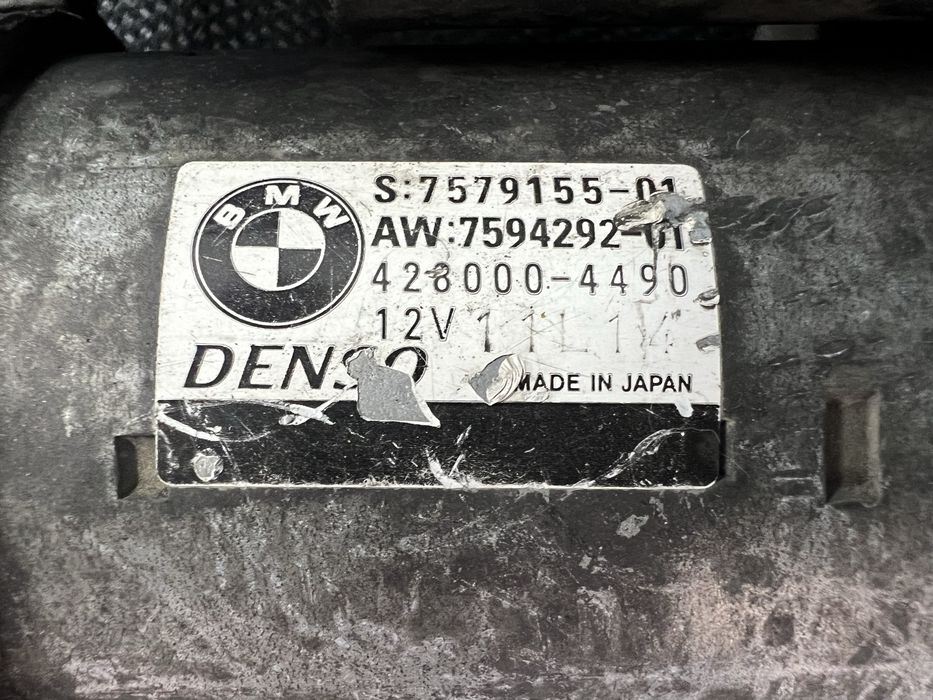 BMW
S:7579155-01
AW:7594292-01
428000-4490
12V 11L14
DENSO
MADE IN JAPAN